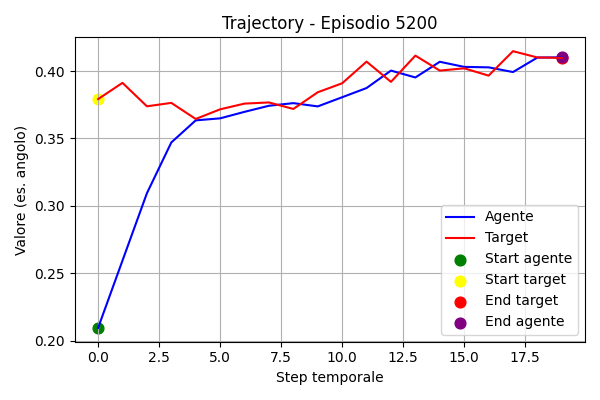 Trajectory - Episodio 5200
Valore (es. angolo)
0.40
0.35
0.30
0.25
0.20
0.0 2.5 5.0 7.5 10.0 12.5 15.0 17.5
Step temporale
Agente
Target
Start agente
Start target
End target
End agente